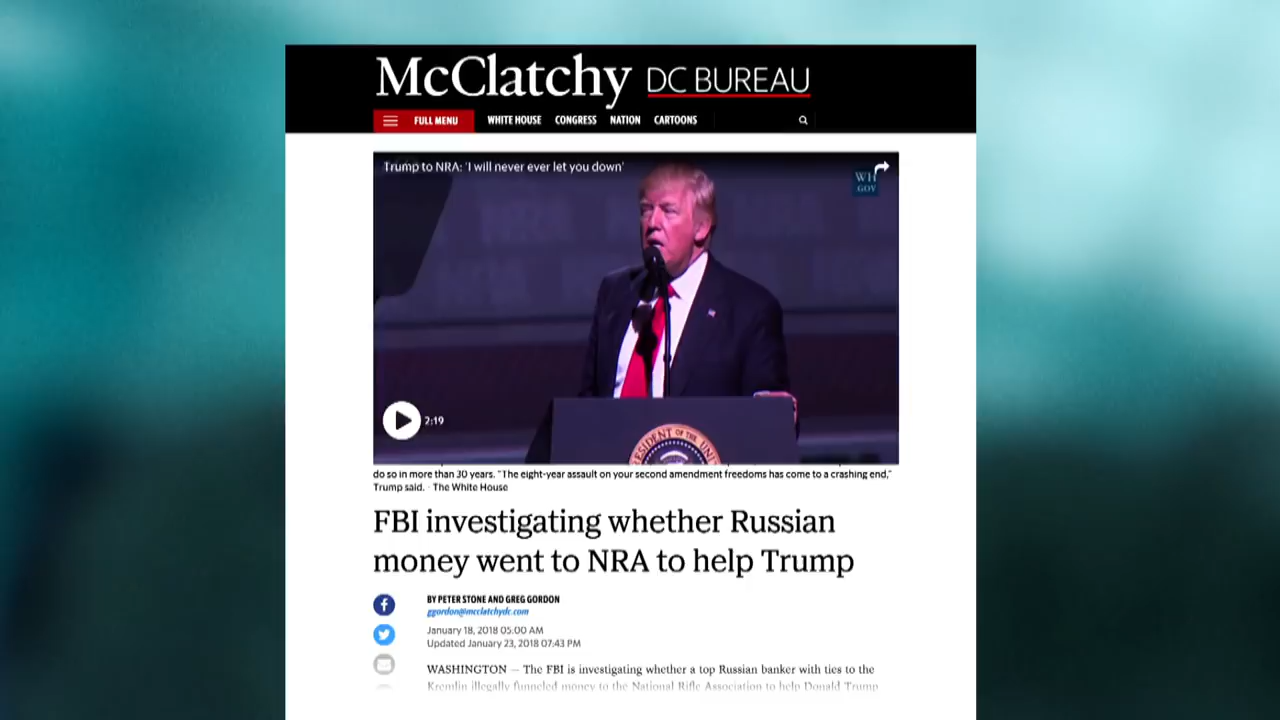 McClatchy DC BUREAU
FULL MENU WHITE HOUSE CONGRESS NATION CARTOONS
Trump to NRA: 'I will never ever let you down'
WH
.GOV
2:19
do so in more than 30 years. "The eight-year assault on your second amendment freedoms has come to a crashing end,"
Trump said. - The White House
FBI investigating whether Russian
money went to NRA to help Trump
BY PETER STONE AND GREG GORDON
ggordon@mcclatchydc.com
January 18, 2018 05:00 AM
Updated January 23, 2018 07:43 PM
WASHINGTON — The FBI is investigating whether a top Russian banker with ties to the
Kremlin illegally funneled money to the National Rifle Association to help Donald Trump